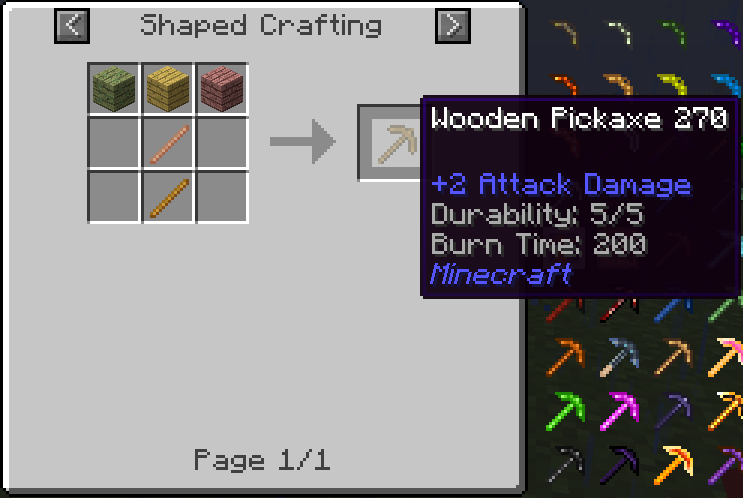 Shaped Crafting
Wooden Pickaxe 270
+2 Attack Damage
Durability: 5/5
Burn Time: 200
Minecraft
Page 1/1